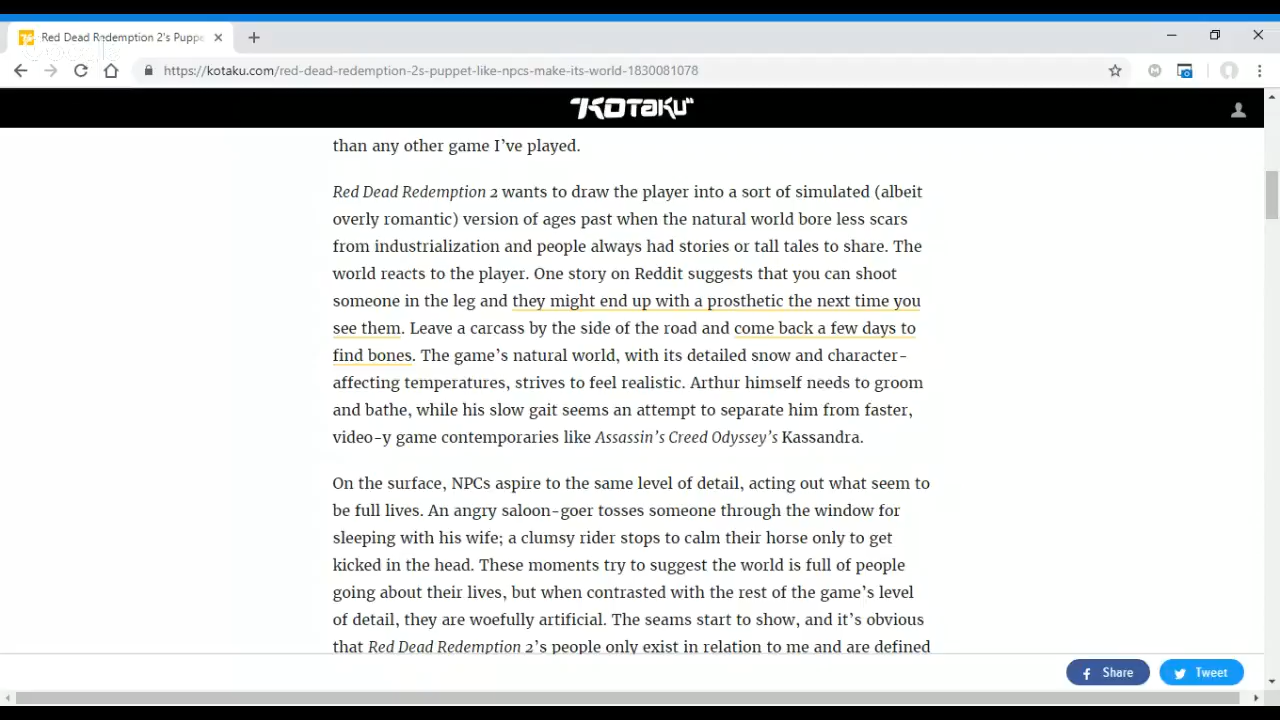 Red Dead Redemption 2's Puppe
https://kotaku.com/red-dead-redemption-2s-puppet-like-npcs-make-its-world-1830081078
KOTAKU
than any other game I've played.
Red Dead Redemption 2 wants to draw the player into a sort of simulated (albeit
overly romantic) version of ages past when the natural world bore less scars
from industrialization and people always had stories or tall tales to share. The
world reacts to the player. One story on Reddit suggests that you can shoot
someone in the leg and they might end up with a prosthetic the next time you
see them. Leave a carcass by the side of the road and come back a few days to
find bones. The game's natural world, with its detailed snow and character-
affecting temperatures, strives to feel realistic. Arthur himself needs to groom
and bathe, while his slow gait seems an attempt to separate him from faster,
video-y game contemporaries like Assassin's Creed Odyssey's Kassandra.
On the surface, NPCs aspire to the same level of detail, acting out what seem to
be full lives. An angry saloon-goer tosses someone through the window for
sleeping with his wife; a clumsy rider stops to calm their horse only to get
kicked in the head. These moments try to suggest the world is full of people
going about their lives, but when contrasted with the rest of the game's level
of detail, they are woefully artificial. The seams start to show, and it's obvious
that Red Dead Redemption 2's people only exist in relation to me and are defined
Share
Tweet